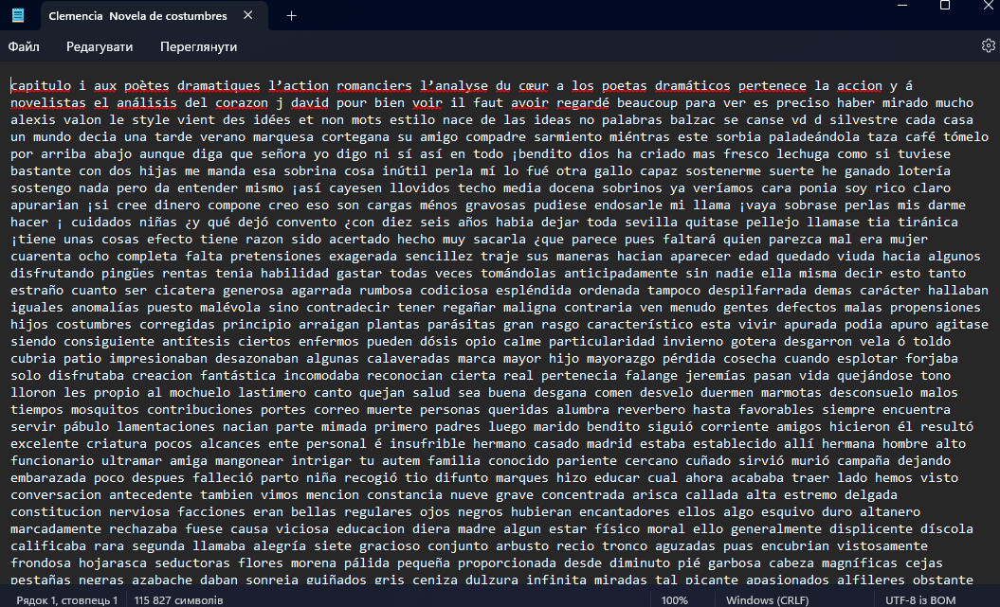 Clemencia Novela de costumbres
Файл Редагувати Переглянути
capitulo i aux poètes dramatiques l’action romanciers l’analyse du cœur a los poetas dramáticos pertenece la accion y á
novelistas el análisis del corazon j david pour bien voir il faut avoir regardé beaucoup para ver es preciso haber mirado mucho
alexis valon le style vient des idées et non mots estilo nace de las ideas no palabras balzac se canse vd d silvestre cada casa
un mundo decia una tarde verano marquesa cortegana su amigo compadre sarmiento miéntras este sorbia paladeándola taza café tómelo
por arriba abajo aunque diga que señora yo digo ni sí así en todo ¡bendito dios ha criado mas fresco lechuga como si tuviese
bastante con dos hijas me manda esa sobrina cosa inútil perla mí lo fué otra gallo capaz sostenerme suerte he ganado lotería
sostengo nada pero da entender mismo ¡así cayesen llovidos techo media docena sobrinos ya veríamos cara ponia soy rico claro
apurarian ¡si cree dinero compone creo eso son cargas ménos gravosas pudiese endosarle mi llama ¡vaya sobrase perlas mis darme
hacer ¡ cuidados niñas ¿y qué dejó convento ¿con diez seis años habia dejar toda sevilla quitase pellejo llamase tia tiránica
¡tiene unas cosas efecto tiene razon sido acertado hecho muy sacarla ¿que parece pues faltará quien parezca mal era mujer
cuarenta ocho completa falta pretensiones exagerada sencillez traje sus maneras hacian aparecer edad quedado viuda hacia algunos
disfrutando pingües rentas tenia habilidad gastar todas veces tomándolas anticipadamente sin nadie ella misma decir esto tanto
estraño cuanto ser cicatera generosa agarrada rumbosa codiciosa espléndida ordenada tampoco despilfarrada demas carácter hallaban
iguales anomalías puesto malévola sino contradecir tener regañar maligna contraria ven menudo gentes defectos malas propensiones
hijos costumbres corregidas principio arraigan plantas parásitas gran rasgo característico esta vivir apurada podia apuro agitase
siendo consiguiente antítesis ciertos enfermos pueden dósis opio calme particularidad invierno gotera desgarron vela ó toldo
cubria patio impresionaban desazonaban algunas calaveradas marca mayor hijo mayorazgo pérdida cosecha cuando esplotar forjaba
solo disfrutaba creacion fantástica incomodaba reconocian cierta real pertenecia falange jeremías pasan vida quejándose tono
lloron les propio al mochuelo lastimero canto quejan salud sea buena desgana comen desvelo duermen marmotas desconsuelo malos
tiempos mosquitos contribuciones portes correo muerte personas queridas alumbra reverbero hasta favorables siempre encuentra
servir pábulo lamentaciones nacian parte mimada primero padres luego marido bendito siguió corriente amigos hicieron él resultó
excelente criatura pocos alcances ente personal é insufrible hermano casado madrid estaba establecido allí hermana hombre alto
funcionario ultramar amiga mangonear intrigar tu autem familia conocido pariente cercano cuñado sirvió murió campaña dejando
embarazada poco despues falleció parto niña recogió tio difunto marques hizo educar cual ahora acababa traer lado hemos visto
conversacion antecedente tambien vimos mencion constancia nueve grave concentrada arisca callada alta estremo delgada
constitucion nerviosa facciones eran bellas regulares ojos negros hubieran encantadores ellos algo esquivo duro altanero
marcadamente rechazaba fuese causa viciosa educacion diera madre algun estar físico moral ello generalmente displicente díscola
calificaba rara segunda llamaba alegría siete gracioso conjunto arbusto recio tronco aguzadas puas encubrian vistosamente
frondosa hojarasca seductoras flores morena pálida pequeña proporcionada desde diminuto pié garbosa cabeza magníficas cejas
pestañas negras azabache daban sonreia guiñados gris ceniza dulzura infinita miradas tal picante apasionados alfileres obstante
Рядок 1, стовпець 1 115 827 символів 100% Windows (CRLF) UTF-8 із BOM